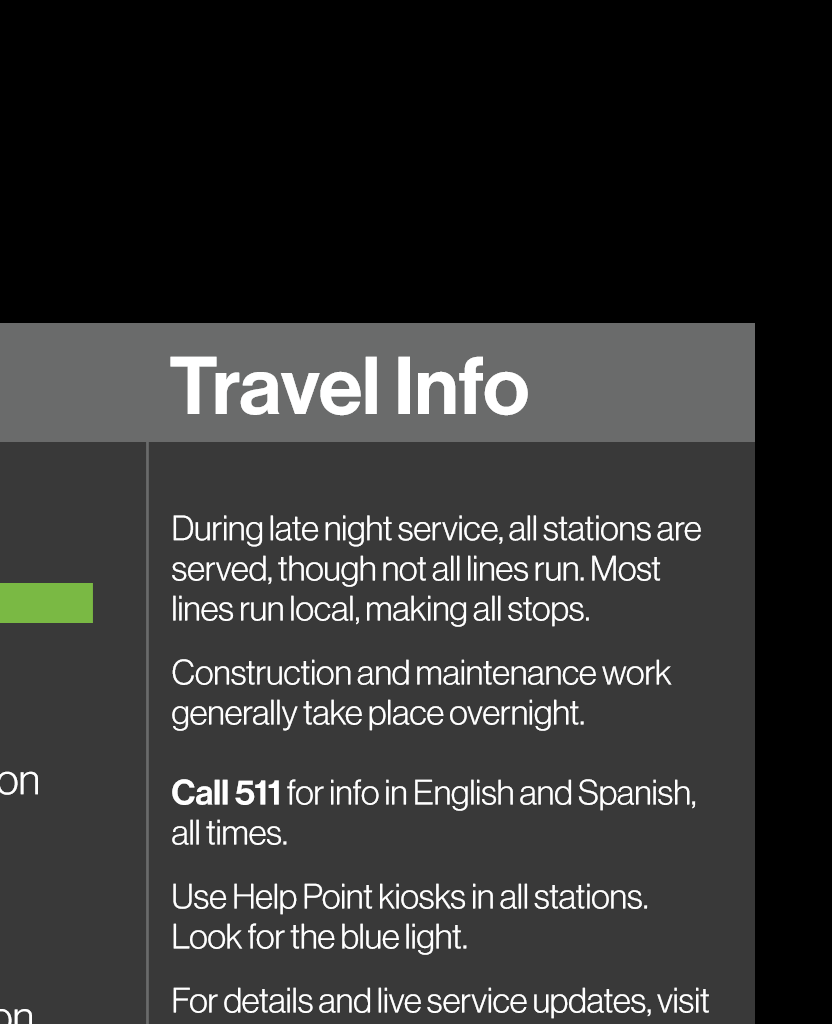 Travel Info
During late night service, all stations are
served, though not all lines run. Most
lines run local, making all stops.
Construction and maintenance work
generally take place overnight.
Call 511 for info in English and Spanish,
all times.
Use Help Point kiosks in all stations.
Look for the blue light.
For details and live service updates, visit